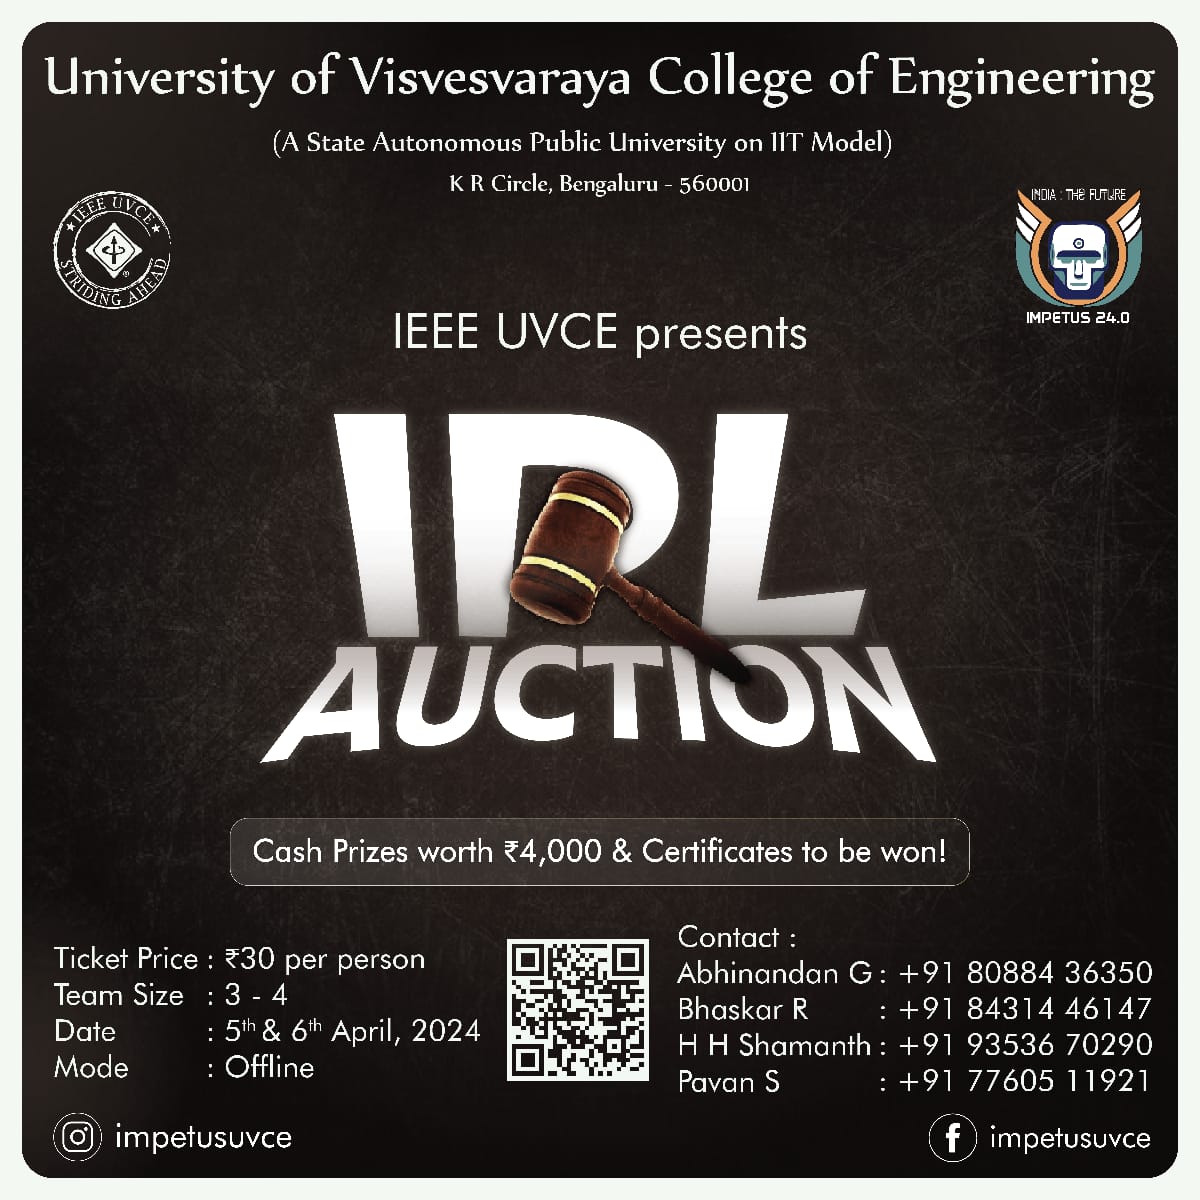 University of Visvesvaraya College of Engineering
(A State Autonomous Public University on IIT Model)
K R Circle, Bengaluru - 560001
IEEE UVCE
STRIDING AHEAD
INDIA : THE FUTURE
IMPETUS 24.0
IEEE UVCE presents
IPL
AUCTION
Cash Prizes worth ₹4,000 & Certificates to be won!
Ticket Price : ₹30 per person
Team Size : 3 - 4
Date : 5th & 6th April, 2024
Mode : Offline
Contact :
Abhinandan G : +91 80884 36350
Bhaskar R : +91 84314 46147
H H Shamanth : +91 93536 70290
Pavan S : +91 77605 11921
impetusuvce
impetusuvce